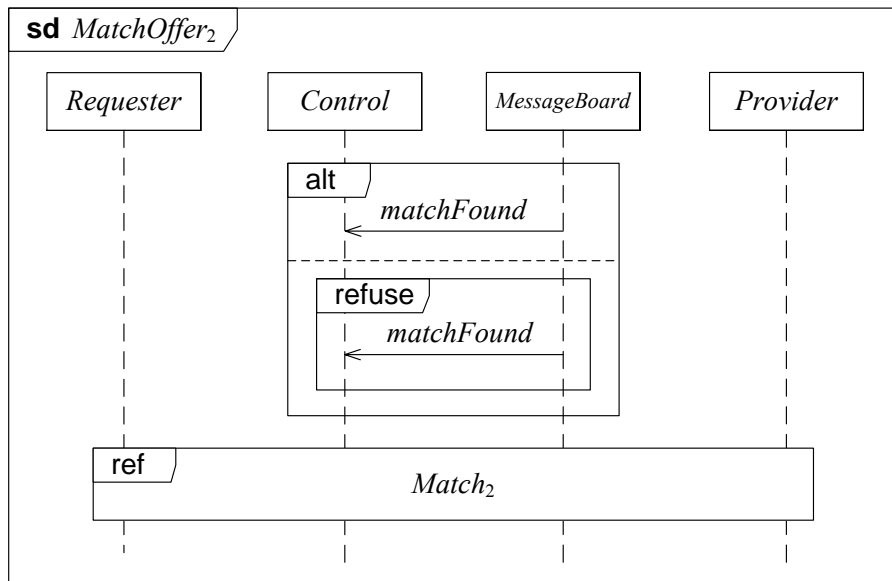 sd MatchOffer₂
Requester Control MessageBoard Provider
alt
matchFound
refuse
matchFound
ref
Match₂